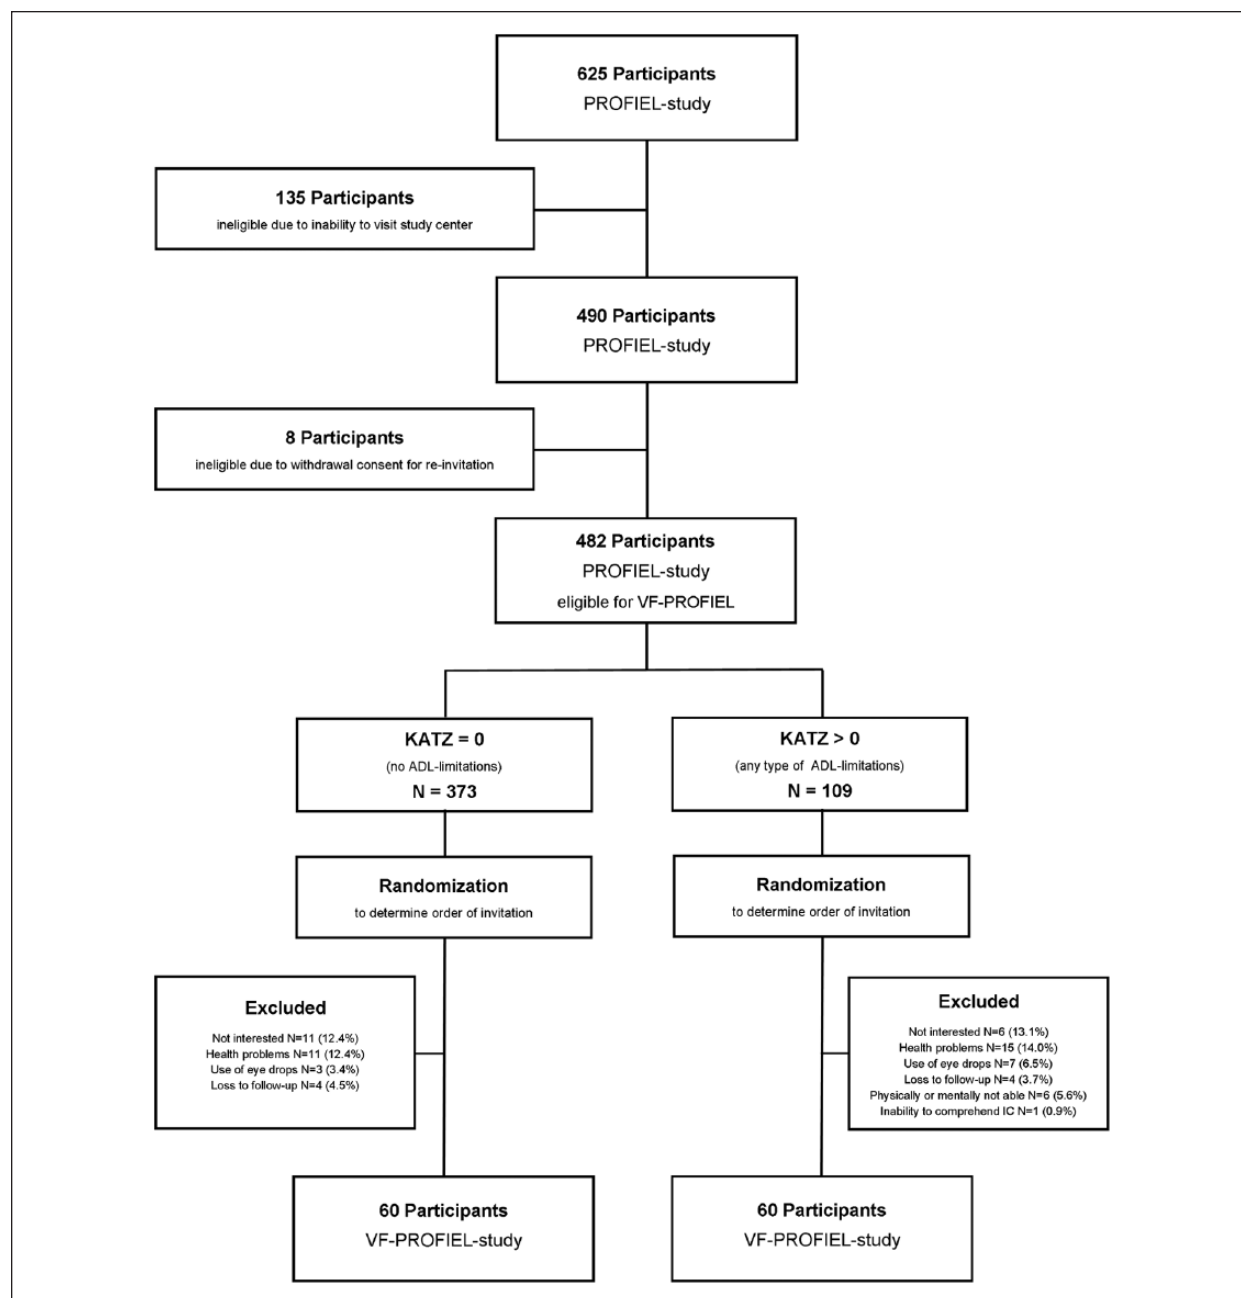 625 Participants
PROFIEL-study
135 Participants
ineligible due to inability to visit study center
490 Participants
PROFIEL-study
8 Participants
ineligible due to withdrawal consent for re-invitation
482 Participants
PROFIEL-study
eligible for VF-PROFIEL
KATZ = 0
(no ADL-limitations)
N = 373
KATZ > 0
(any type of ADL-limitations)
N = 109
Randomization
to determine order of invitation
Randomization
to determine order of invitation
Excluded
Not interested N=11 (12.4%)
Health problems N=11 (12.4%)
Use of eye drops N=3 (3.4%)
Loss to follow-up N=4 (4.5%)
Excluded
Not interested N=6 (13.1%)
Health problems N=15 (14.0%)
Use of eye drops N=7 (6.5%)
Loss to follow-up N=4 (3.7%)
Physically or mentally not able N=6 (5.6%)
Inability to comprehend IC N=1 (0.9%)
60 Participants
VF-PROFIEL-study
60 Participants
VF-PROFIEL-study